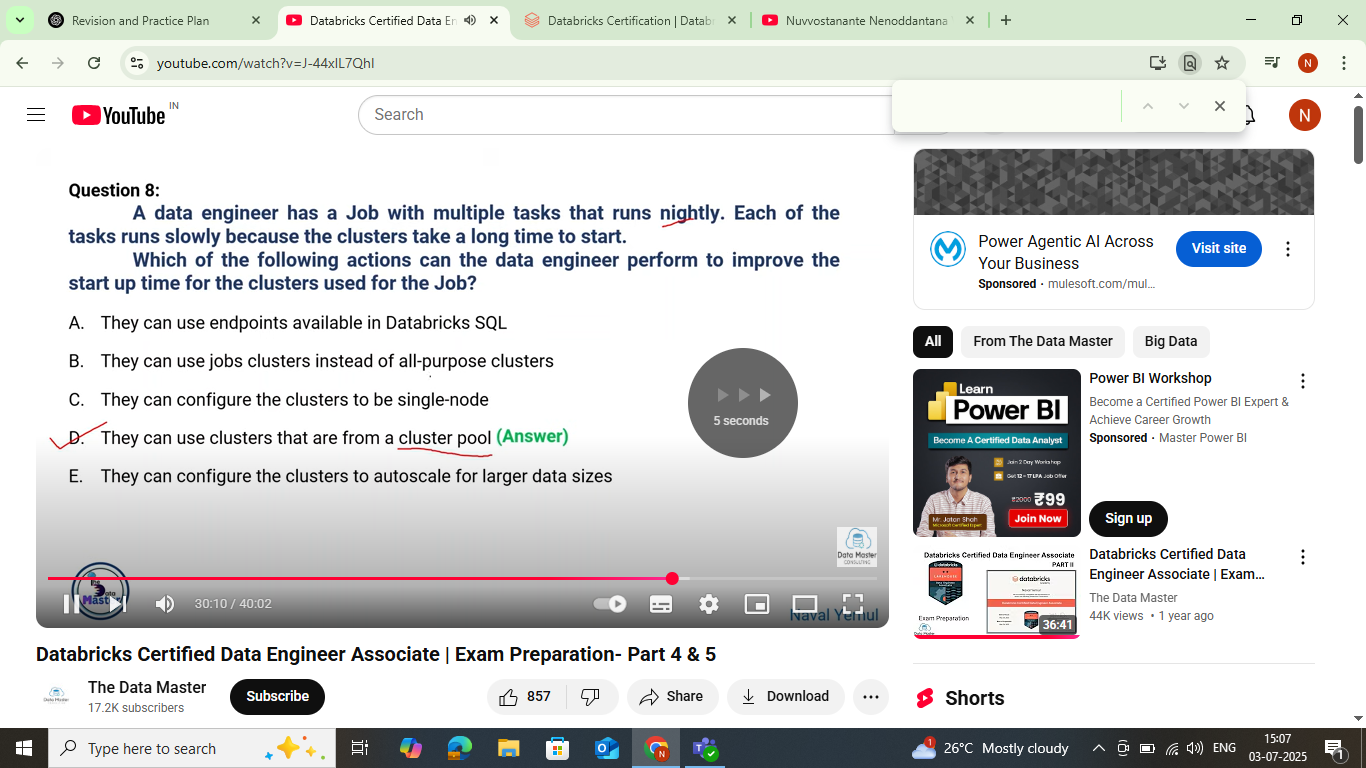 Revision and Practice Plan
Databricks Certified Data En
Databricks Certification | Datab
Nuvvostanante Nenoddantana
youtube.com/watch?v=J-44xlL7QhI
YouTube IN
Search
N
Question 8:
A data engineer has a Job with multiple tasks that runs nightly. Each of the
tasks runs slowly because the clusters take a long time to start.
Which of the following actions can the data engineer perform to improve the
start up time for the clusters used for the Job?
A. They can use endpoints available in Databricks SQL
B. They can use jobs clusters instead of all-purpose clusters
C. They can configure the clusters to be single-node
D. They can use clusters that are from a cluster pool (Answer)
E. They can configure the clusters to autoscale for larger data sizes
5 seconds
Data Master
CONSULTING
30:10 / 40:02
Naval Yemul
Databricks Certified Data Engineer Associate | Exam Preparation- Part 4 & 5
The Data Master
17.2K subscribers
Subscribe
857
Share
Download
Power Agentic AI Across
Your Business
Sponsored · mulesoft.com/mul...
Visit site
All
From The Data Master
Big Data
Learn
Power BI
Become A Certified Data Analyst
Join 2 Day Workshop
Get 12 - 17 LPA Job Offer
₹2000 ₹99
Join Now
Mr. Jatan Shah
Microsoft Certified Expert
Power BI Workshop
Become a Certified Power BI Expert &
Achieve Career Growth
Sponsored · Master Power BI
Sign up
Databricks Certified Data Engineer Associate
PART II
databricks
Exam Preparation
36:41
Databricks Certified Data
Engineer Associate | Exam...
The Data Master
44K views · 1 year ago
Shorts
Type here to search
26°C Mostly cloudy
ENG
15:07
03-07-2025
1